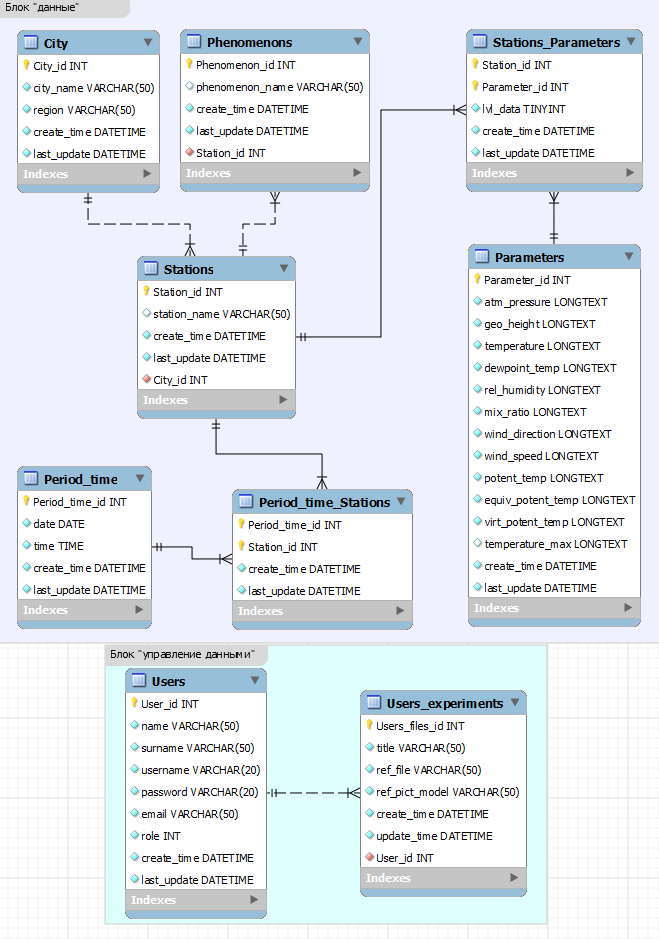 Блок "данные"
City
City_id INT
city_name VARCHAR(50)
region VARCHAR(50)
create_time DATETIME
last_update DATETIME
Indexes
Phenomenons
Phenomenon_id INT
phenomenon_name VARCHAR(50)
create_time DATETIME
last_update DATETIME
Station_id INT
Indexes
Stations_Parameters
Station_id INT
Parameter_id INT
lvl_data TINYINT
create_time DATETIME
last_update DATETIME
Indexes
Stations
Station_id INT
station_name VARCHAR(50)
create_time DATETIME
last_update DATETIME
City_id INT
Indexes
Parameters
Parameter_id INT
atm_pressure LONGTEXT
geo_height LONGTEXT
temperature LONGTEXT
dewpoint_temp LONGTEXT
rel_humidity LONGTEXT
mix_ratio LONGTEXT
wind_direction LONGTEXT
wind_speed LONGTEXT
potent_temp LONGTEXT
equiv_potent_temp LONGTEXT
virt_potent_temp LONGTEXT
temperature_max LONGTEXT
create_time DATETIME
last_update DATETIME
Indexes
Period_time
Period_time_id INT
date DATE
time TIME
create_time DATETIME
last_update DATETIME
Indexes
Period_time_Stations
Period_time_id INT
Station_id INT
create_time DATETIME
last_update DATETIME
Indexes
Блок "управление данными"
Users
User_id INT
name VARCHAR(50)
surname VARCHAR(50)
username VARCHAR(20)
password VARCHAR(20)
email VARCHAR(50)
role INT
create_time DATETIME
last_update DATETIME
Indexes
Users_experiments
Users_files_id INT
title VARCHAR(50)
ref_file VARCHAR(50)
ref_pict_model VARCHAR(50)
create_time DATETIME
update_time DATETIME
User_id INT
Indexes